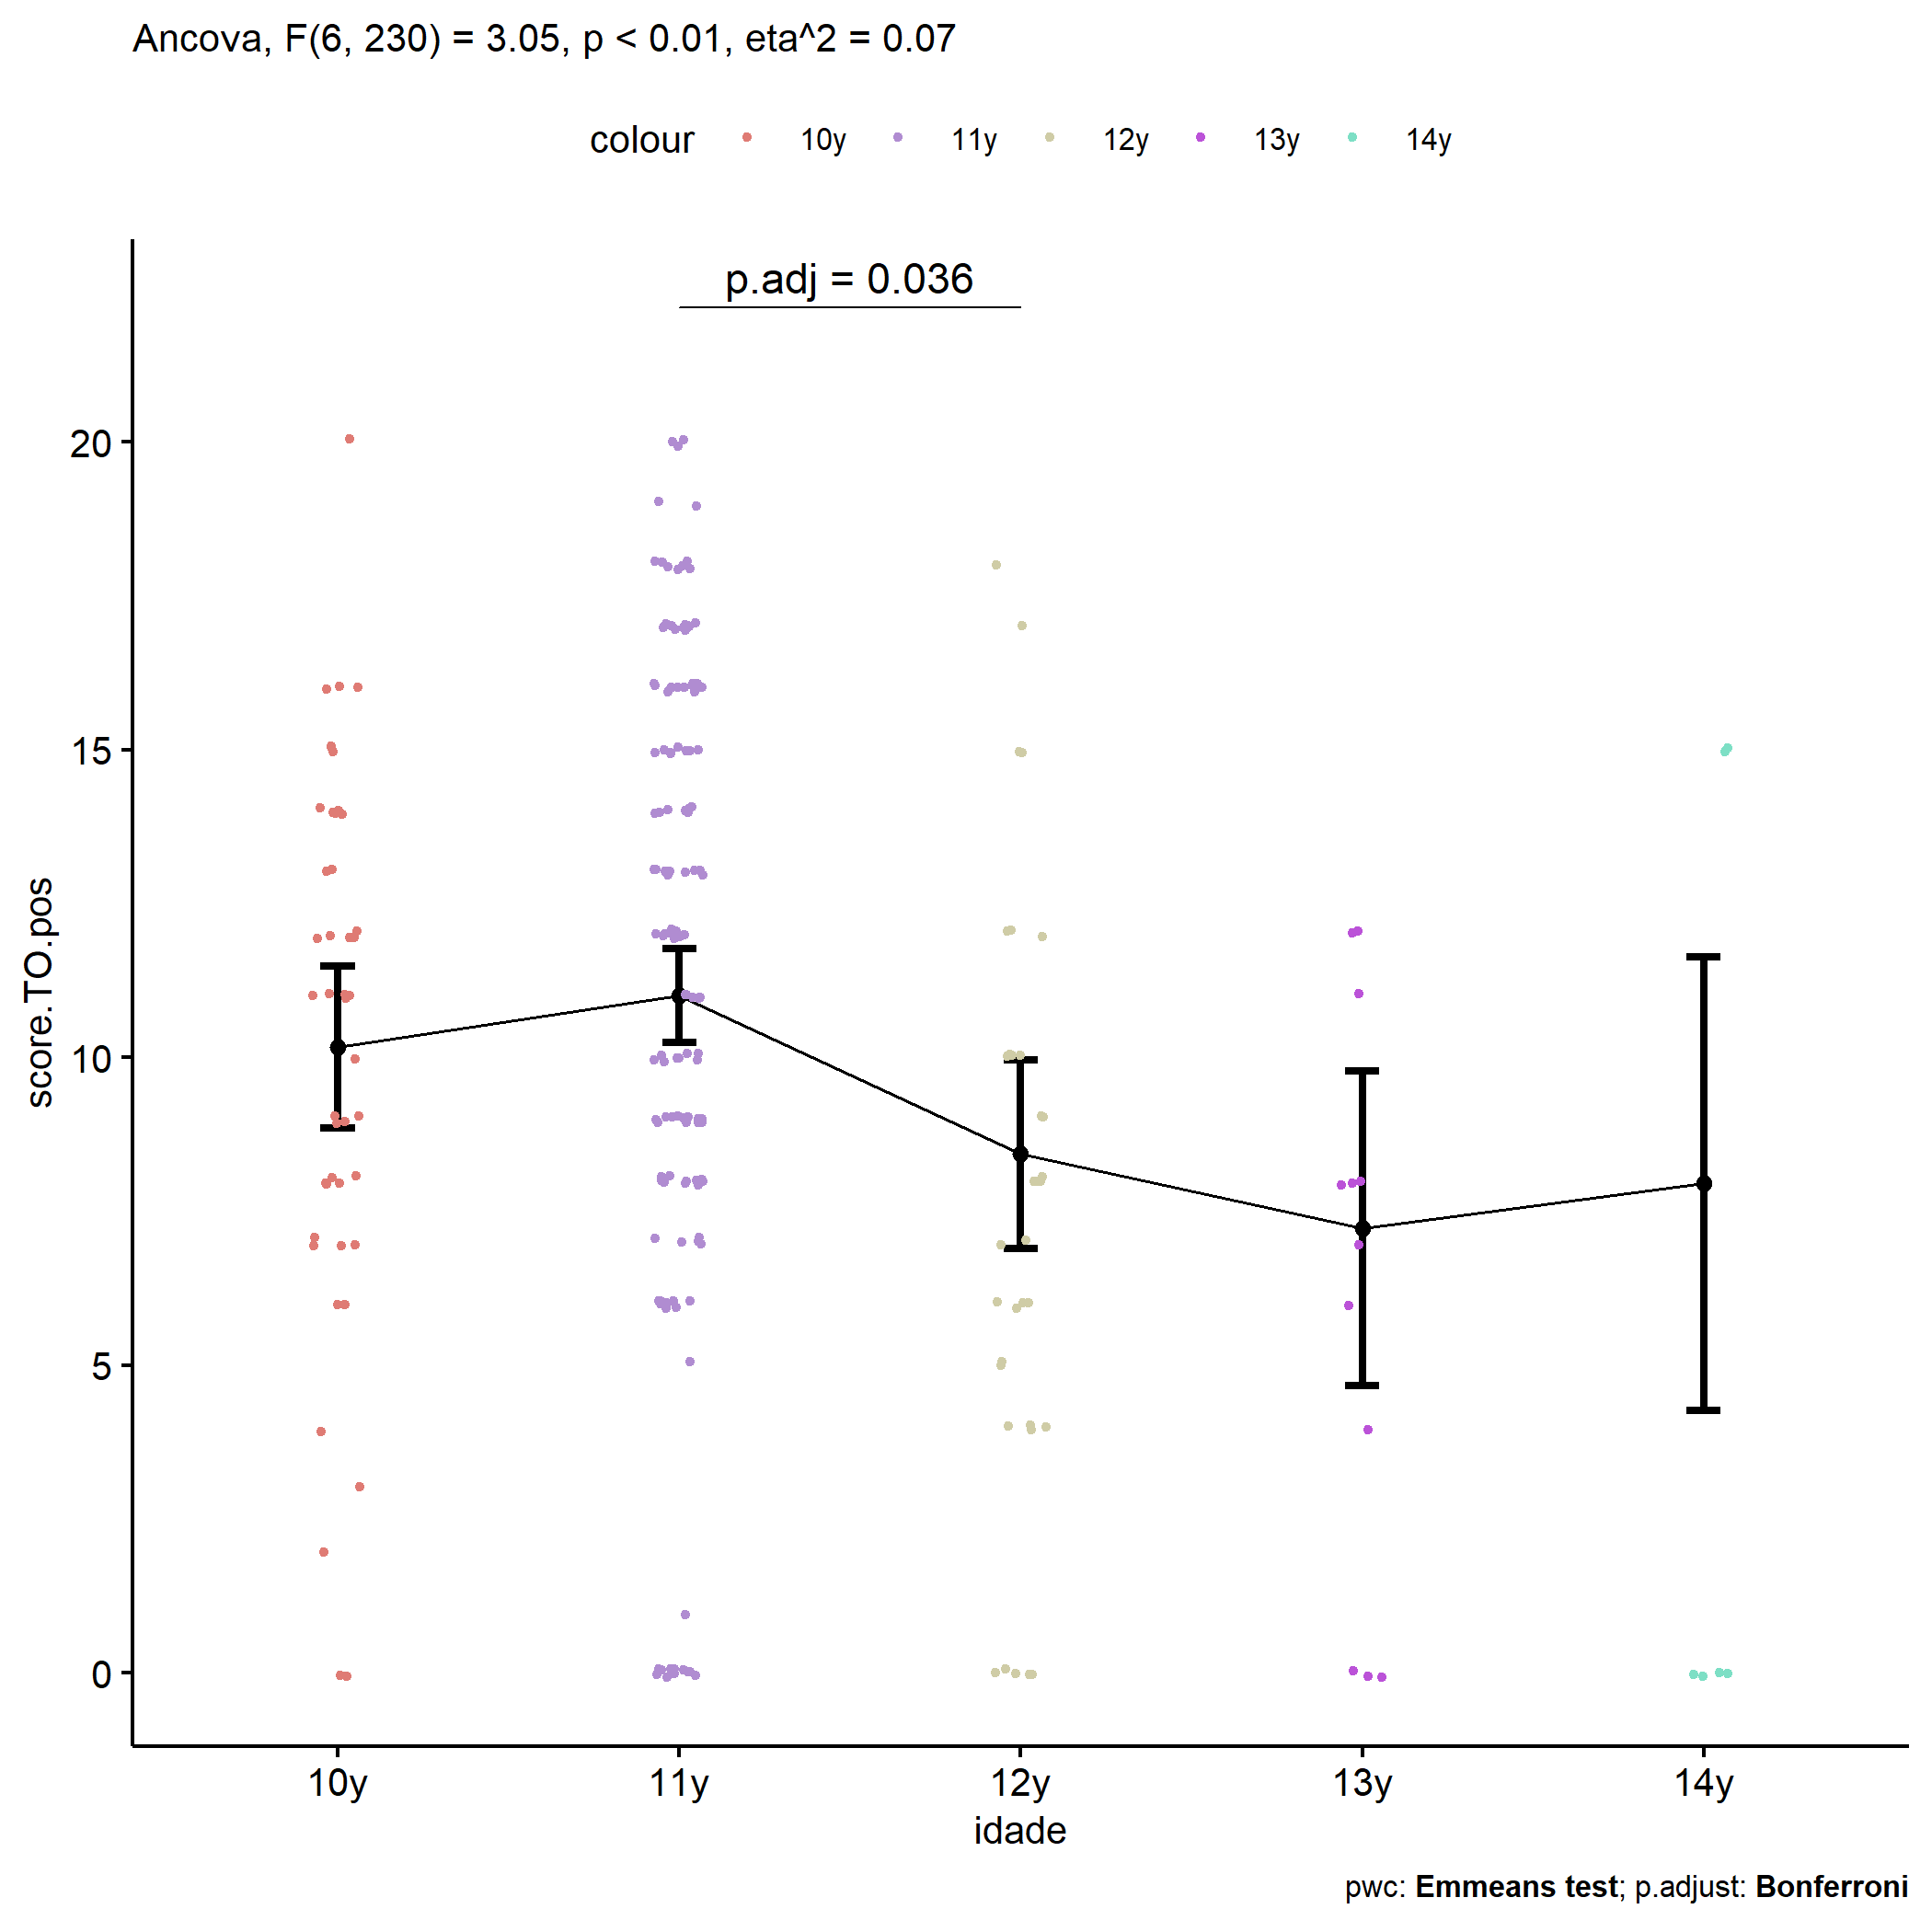 Ancova, F(6, 230) = 3.05, p < 0.01, eta^2 = 0.07
colour 10y 11y 12y 13y 14y
p.adj = 0.036
20
15
10
5
0
score.TO.pos
10y 11y 12y 13y 14y
idade
pwc: Emmeans test; p.adjust: Bonferroni